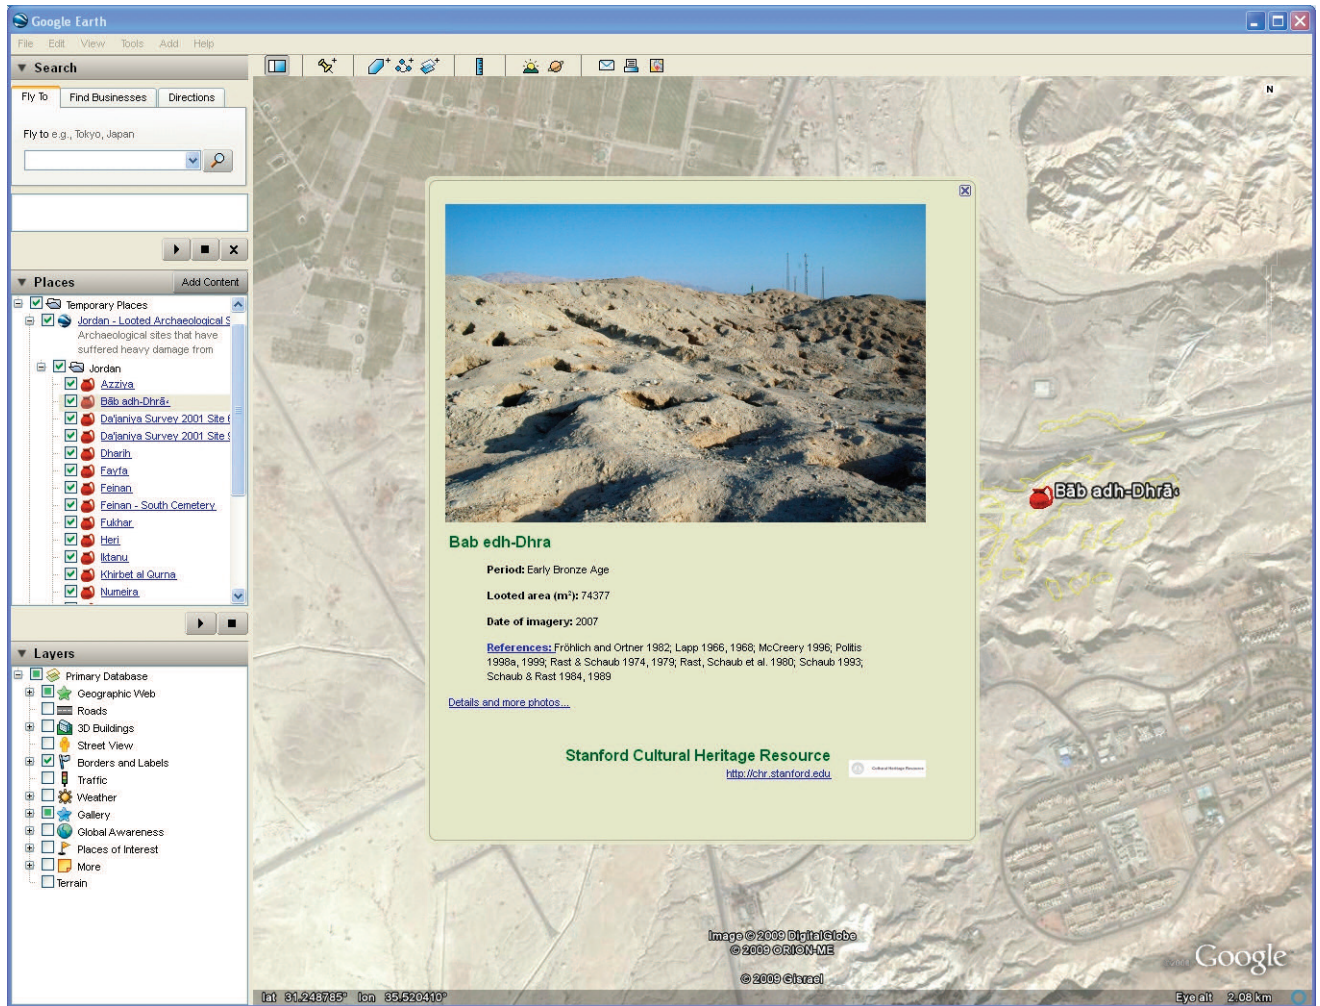 Google Earth
File Edit View Tools Add Help
Search
Fly To Find Businesses Directions
Fly to e.g., Tokyo, Japan
Places Add Content
Temporary Places
Jordan - Looted Archaeological S
Archaeological sites that have
suffered heavy damage from
Jordan
Azziya
Bāb adh-Dhrā‹
Da'janiya Survey 2001 Site 6
Da'janiya Survey 2001 Site 9
Dharih
Fayfa
Feinan
Feinan - South Cemetery
Fukhar
Heri
Iktanu
Khirbet al Qurna
Numeira
Layers
Primary Database
Geographic Web
Roads
3D Buildings
Street View
Borders and Labels
Traffic
Weather
Gallery
Global Awareness
Places of Interest
More
Terrain
N
Bab edh-Dhra
Period: Early Bronze Age
Looted area (m²): 74377
Date of imagery: 2007
References: Fröhlich and Ortner 1982; Lapp 1966, 1968; McCreery 1996; Politis
1998a, 1999; Rast & Schaub 1974, 1979; Rast, Schaub et al. 1980; Schaub 1993;
Schaub & Rast 1984, 1989
Details and more photos...
Stanford Cultural Heritage Resource
http://chr.stanford.edu
Cultural Heritage Resource
Bāb adh-Dhrā‹
Image © 2009 DigitalGlobe
© 2009 ORION-ME
© 2009 Gisrael
Google
lat 31.248785° lon 35.520410°
Eye alt 2.08 km